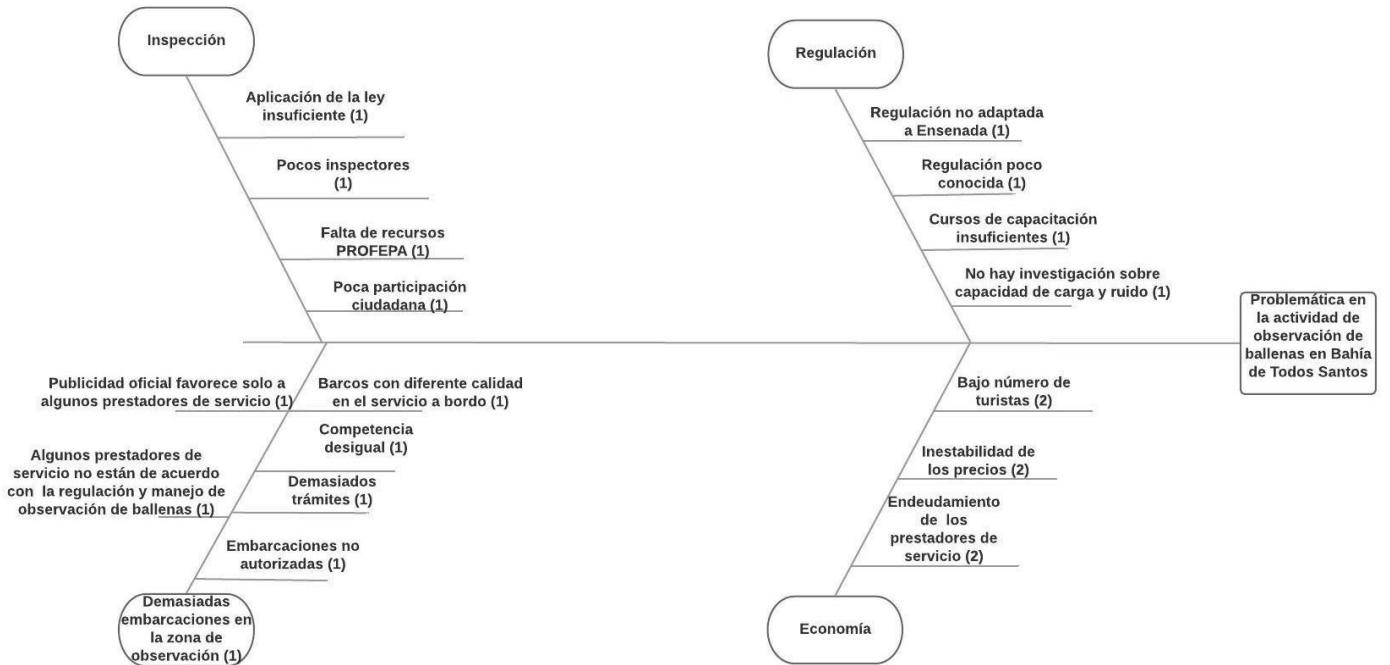 Inspección
Aplicación de la ley
insuficiente (1)
Pocos inspectores
(1)
Falta de recursos
PROFEPA (1)
Poca participación
ciudadana (1)
Regulación
Regulación no adaptada
a Ensenada (1)
Regulación poco
conocida (1)
Cursos de capacitación
insuficientes (1)
No hay investigación sobre
capacidad de carga y ruido (1)
Problemática en
la actividad de
observación de
ballenas en Bahía
de Todos Santos
Publicidad oficial favorece solo a
algunos prestadores de servicio (1)
Barcos con diferente calidad
en el servicio a bordo (1)
Competencia
desigual (1)
Algunos prestadores de
servicio no están de acuerdo
con la regulación y manejo de
observación de ballenas (1)
Demasiados
trámites (1)
Embarcaciones no
autorizadas (1)
Demasiadas
embarcaciones en
la zona de
observación (1)
Bajo número de
turistas (2)
Inestabilidad de
los precios (2)
Endeudamiento
de los
prestadores de
servicio (2)
Economía